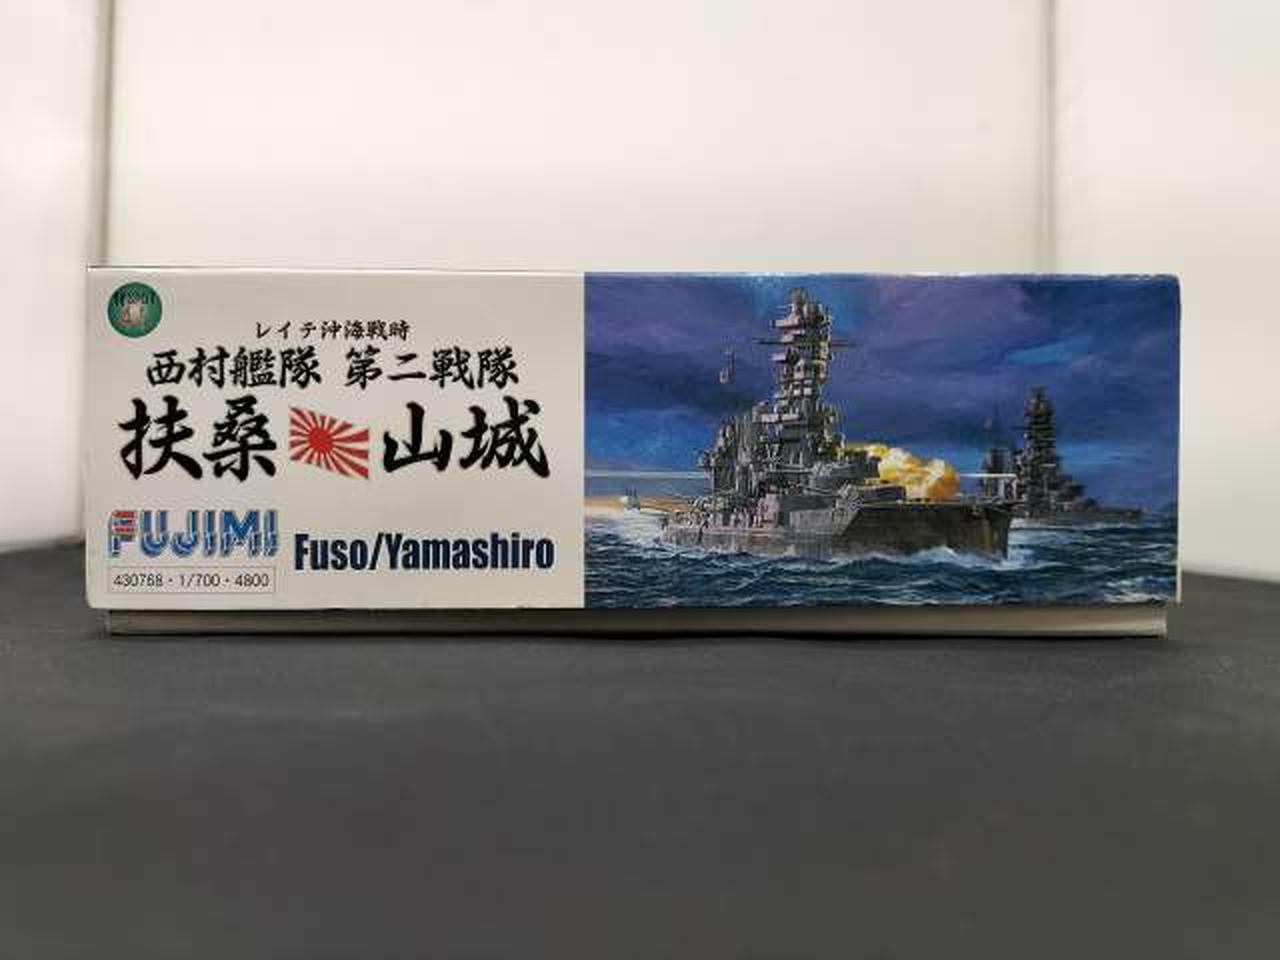 レイテ沖海戦時
西村艦隊 第二戦隊
扶桑 山城
FUJIMI
Fuso/Yamashiro
430768・1/700・4800